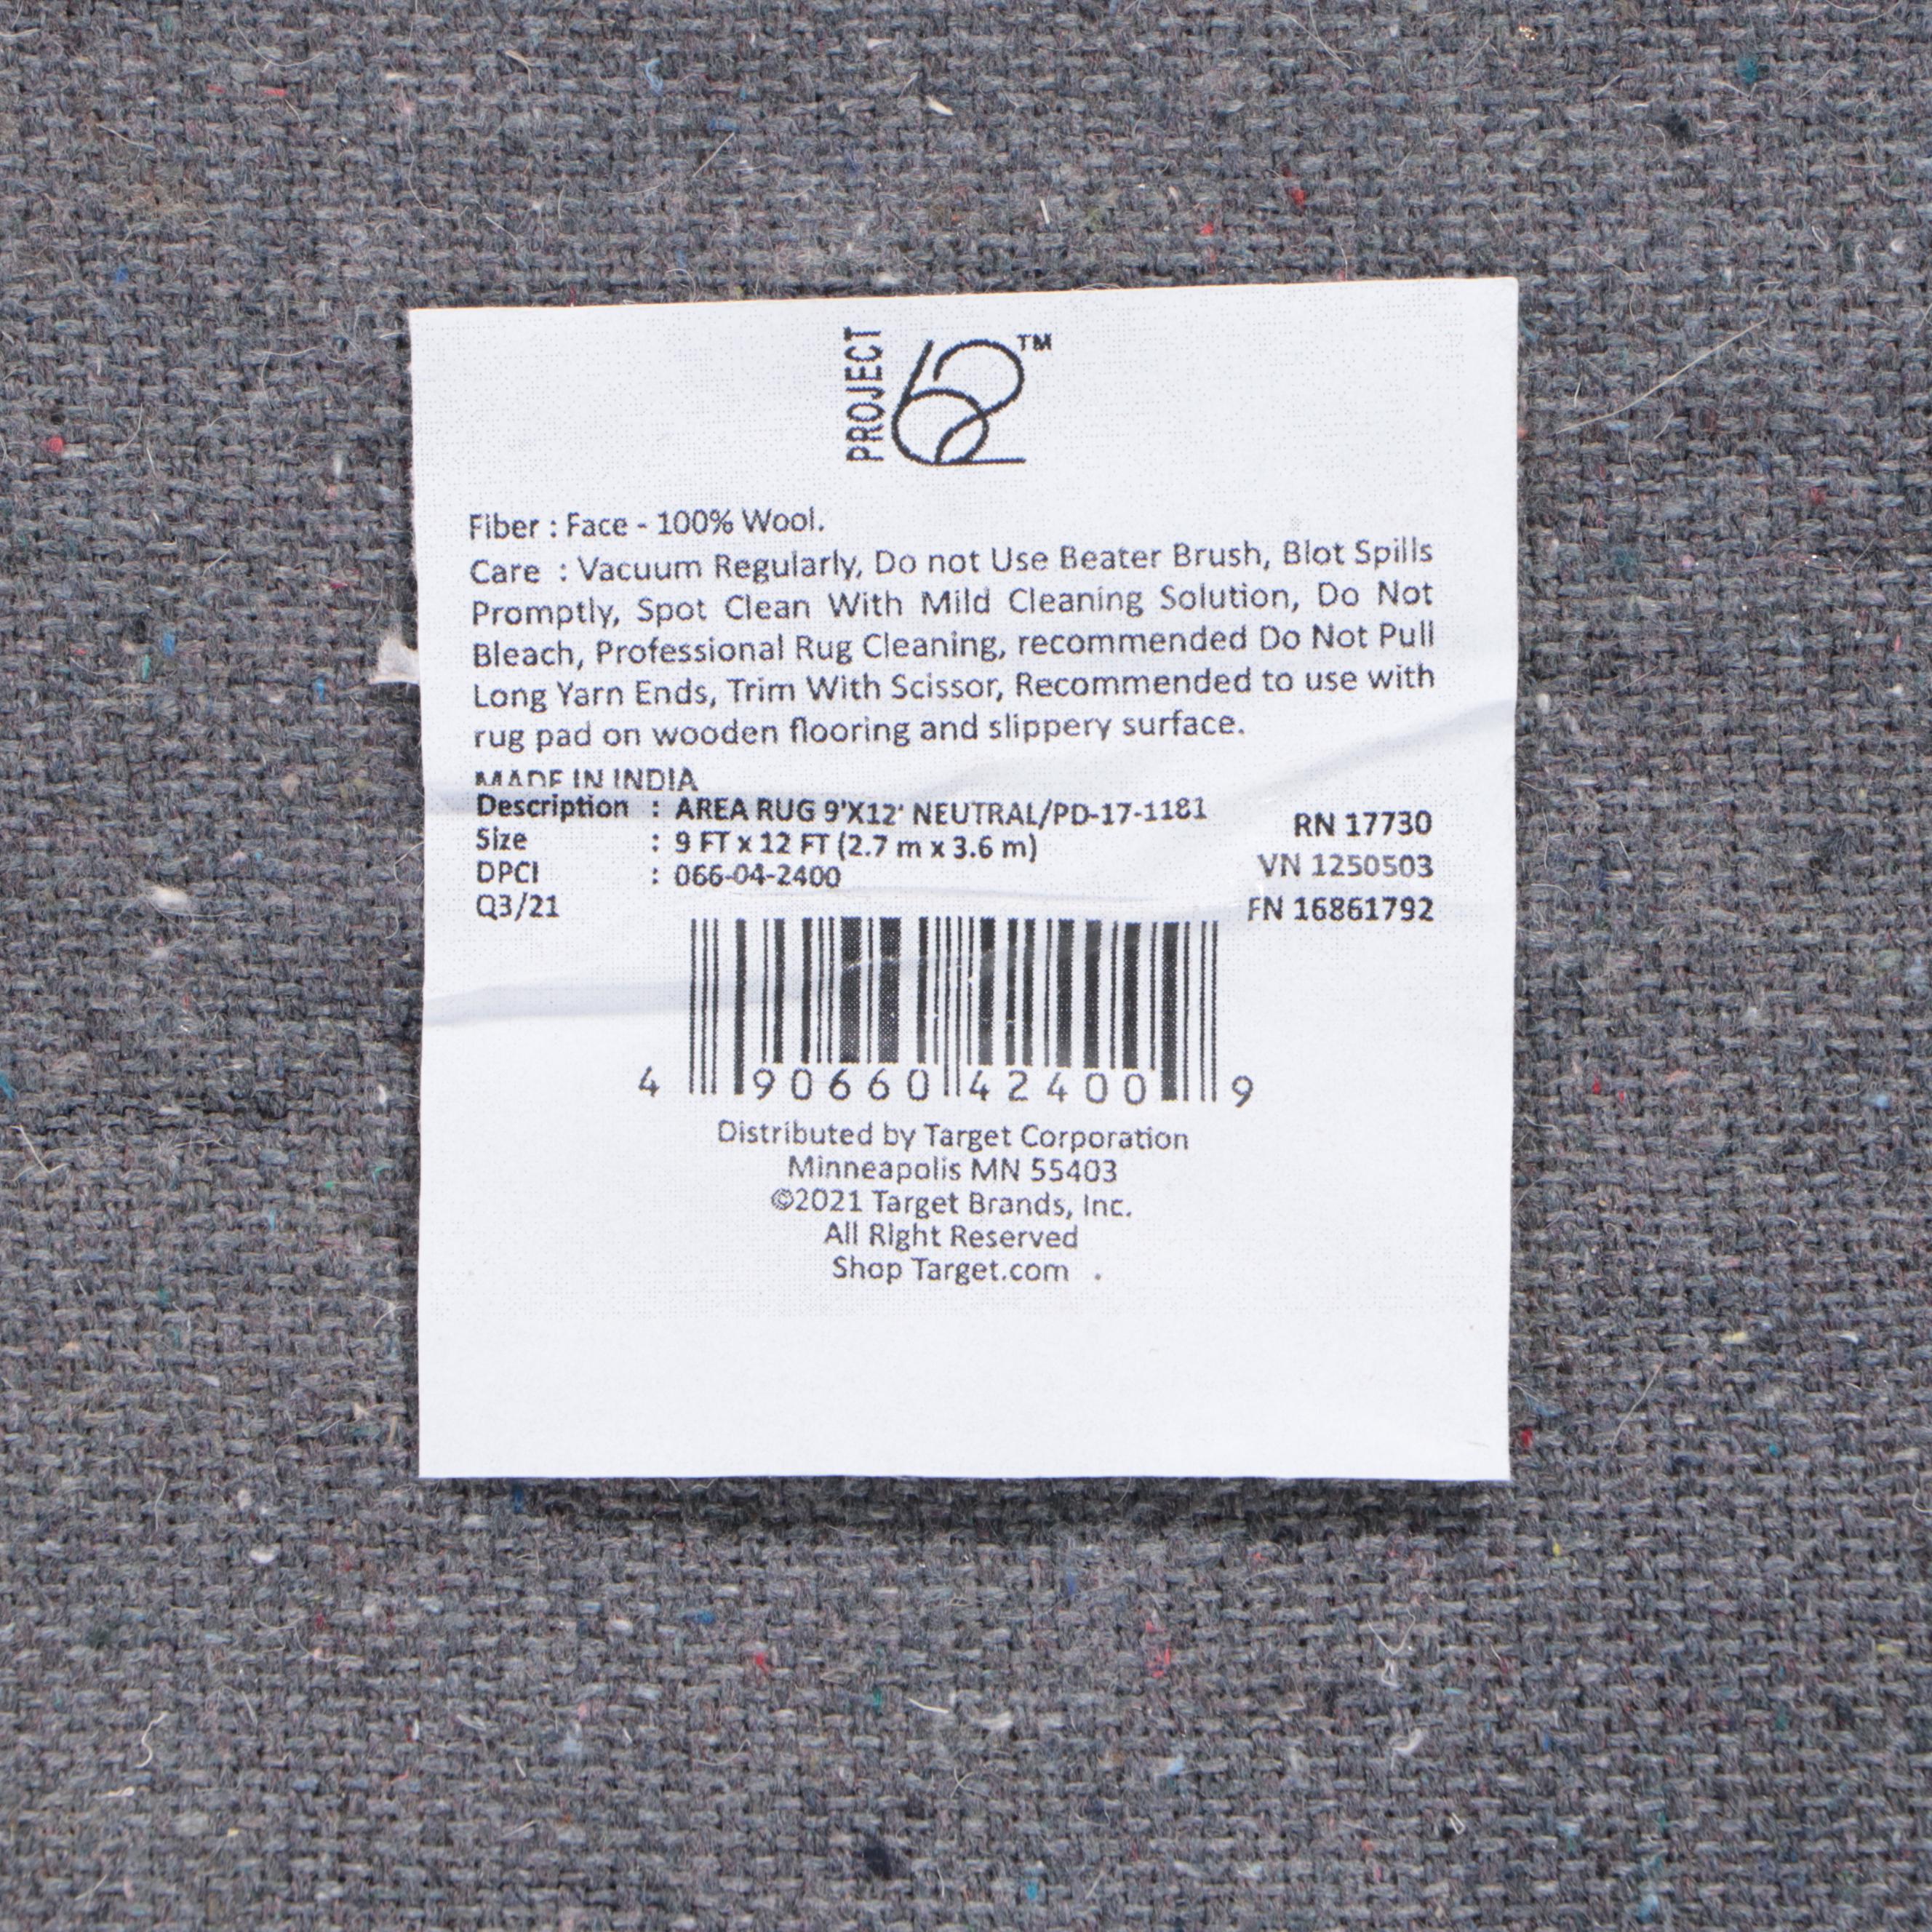 PROJECT 62™
Fiber : Face - 100% Wool.
Care : Vacuum Regularly, Do not Use Beater Brush, Blot Spills
Promptly, Spot Clean With Mild Cleaning Solution, Do Not
Bleach, Professional Rug Cleaning, recommended Do Not Pull
Long Yarn Ends, Trim With Scissor, Recommended to use with
rug pad on wooden flooring and slippery surface.
MADE IN INDIA
Description : AREA RUG 9'X12' NEUTRAL/PD-17-1181
Size : 9 FT x 12 FT (2.7 m x 3.6 m)
DPCI : 066-04-2400
Q3/21
RN 17730
VN 1250503
FN 16861792
4 90660 42400 9
Distributed by Target Corporation
Minneapolis MN 55403
©2021 Target Brands, Inc.
All Right Reserved
Shop Target.com .